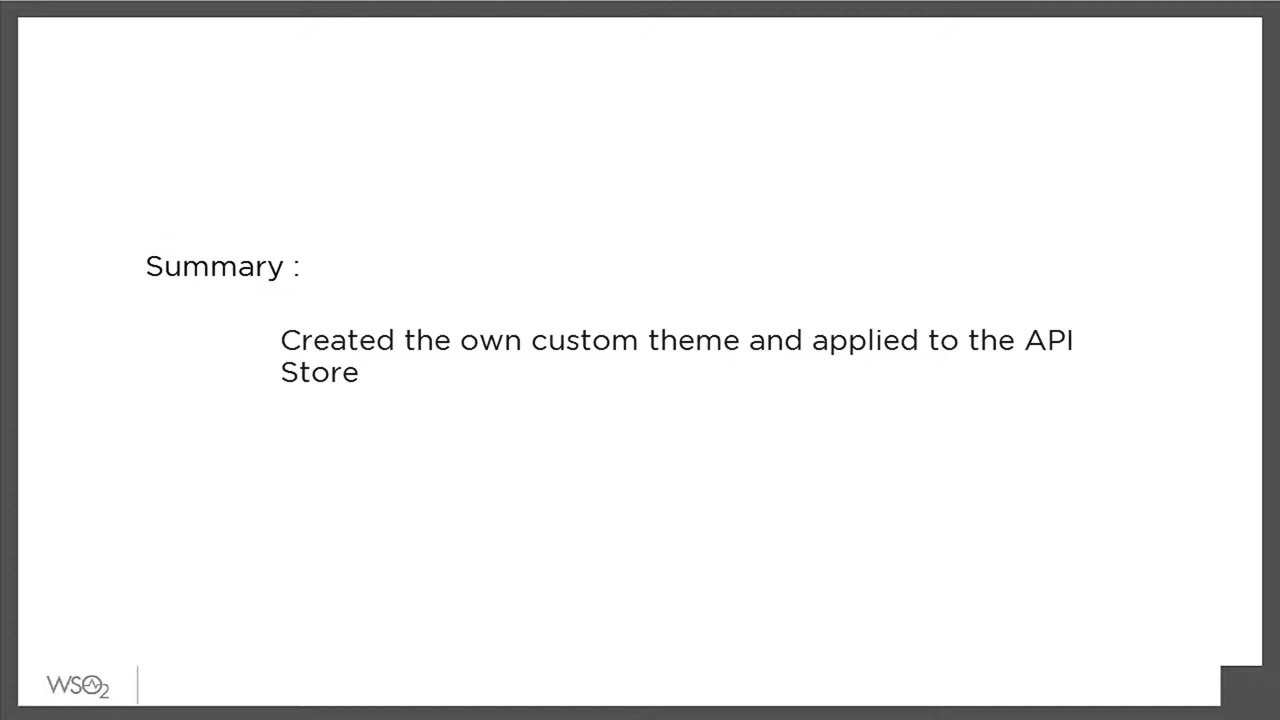 Summary :
Created the own custom theme and applied to the API
Store
WSO2